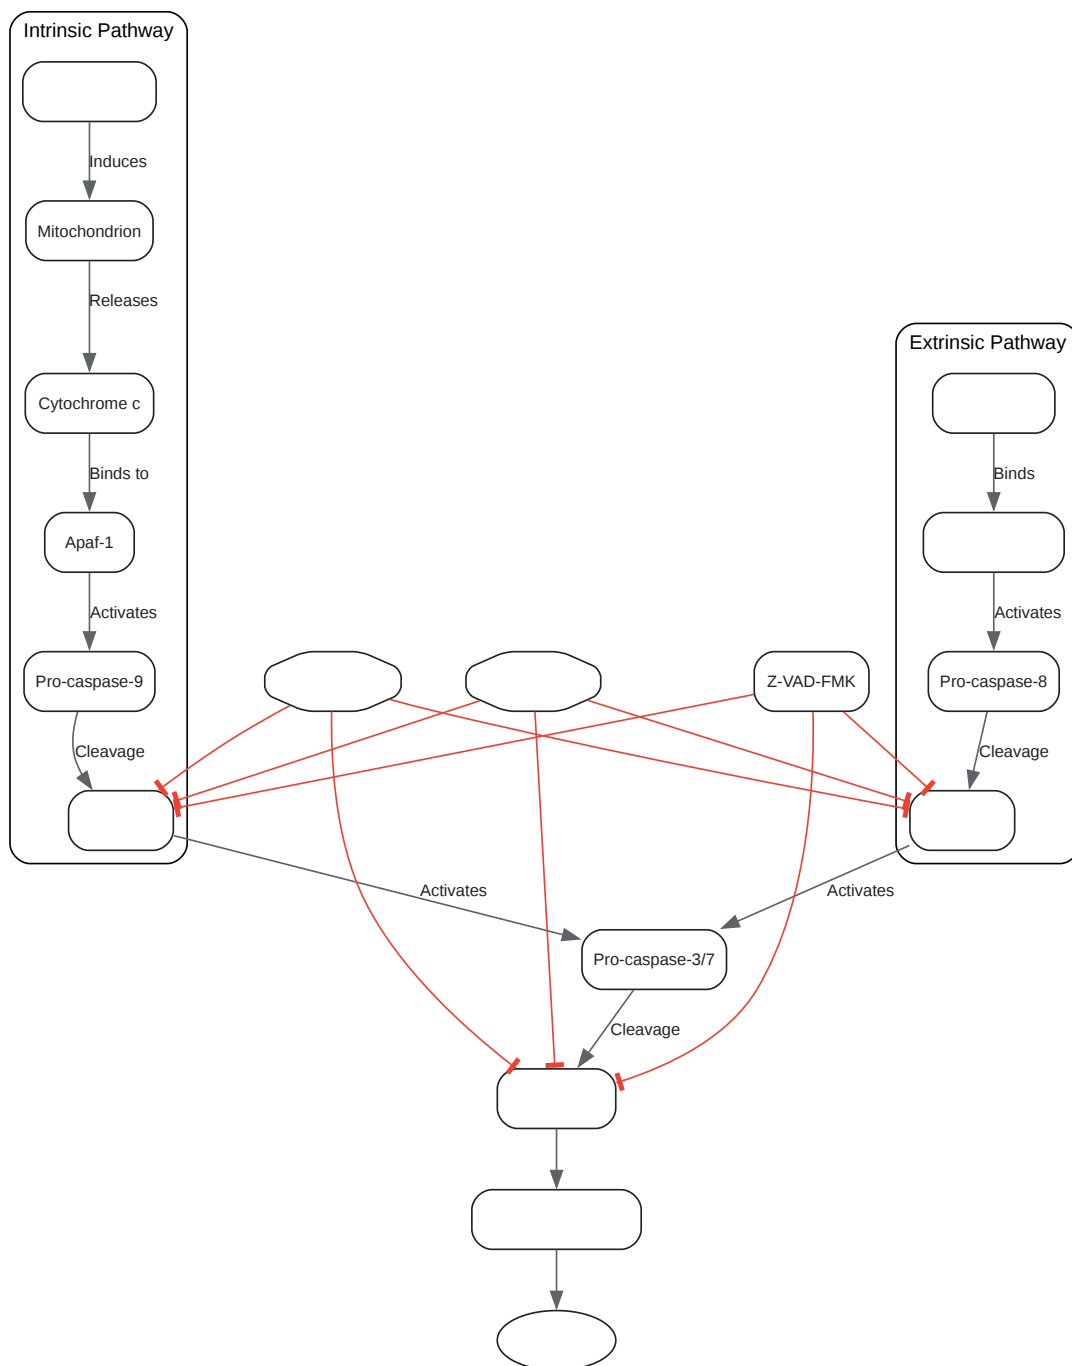 Intrinsic Pathway
Induces
Mitochondrion
Releases
Extrinsic Pathway
Cytochrome c
Binds to
Binds
Apaf-1
Activates
Activates
Pro-caspase-9
Z-VAD-FMK
Pro-caspase-8
Cleavage
Cleavage
Activates
Activates
Pro-caspase-3/7
Cleavage